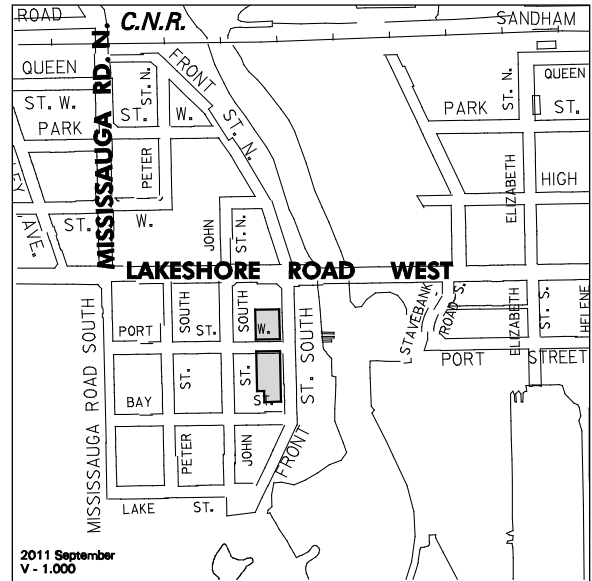 ROAD
C.N.R.
SANDHAM
MISSISSAUGA RD. N.
QUEEN
ST. W.
PARK
ST. N.
ST.
W.
FRONT
ST. N.
PETER
QUEEN
ST. N.
PARK
ST.
ELIZABETH
HIGH
AVE.
ST.
W.
JOHN
ST. N.
LAKESHORE ROAD WEST
MISSISSAUGA ROAD SOUTH
PORT
SOUTH
ST.
SOUTH
W.
ST. SOUTH
STAVEBANK
ROAD S.
ELIZABETH
ST. S.
HELENE
PORT
STREET
BAY
ST.
ST.
ST.
PETER
JOHN
FRONT
LAKE
ST.
2011 September
V - 1.000